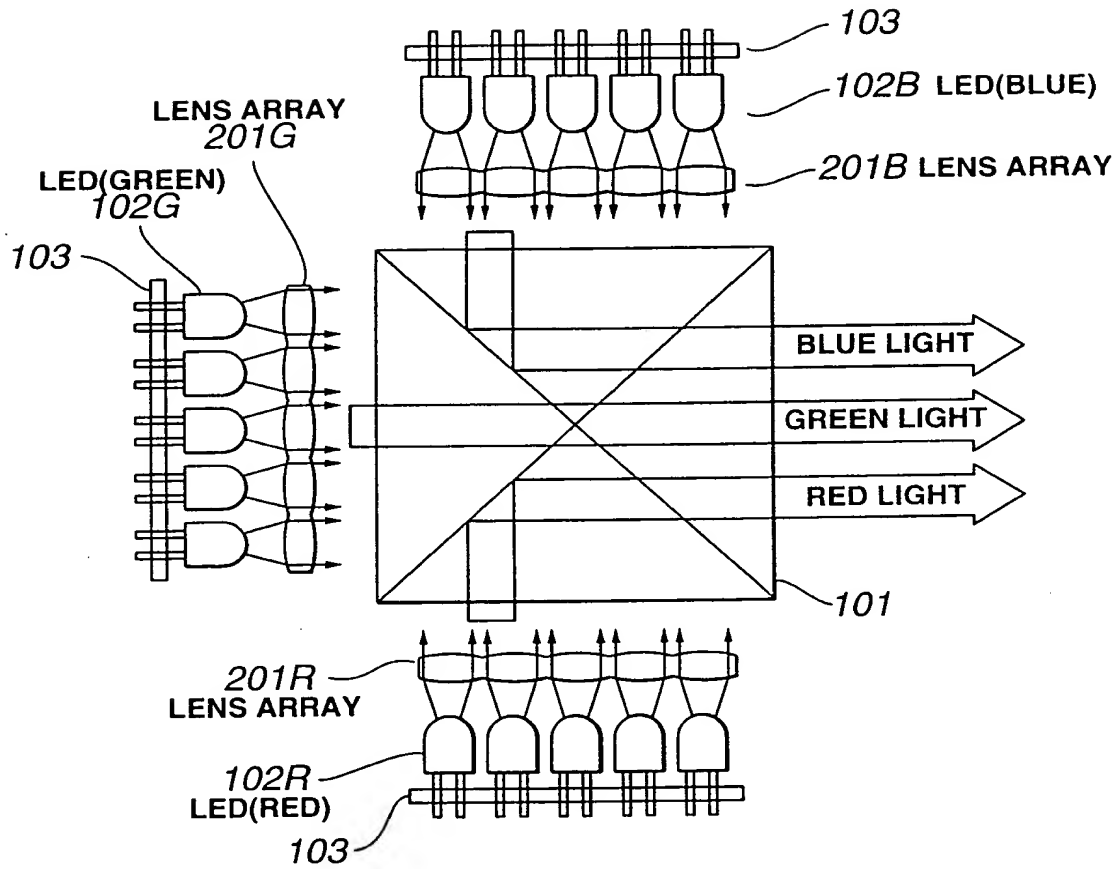 103
102B LED(BLUE)
201B LENS ARRAY
LENS ARRAY
201G
LED(GREEN)
102G
103
BLUE LIGHT
GREEN LIGHT
RED LIGHT
101
201R
LENS ARRAY
102R
LED(RED)
103